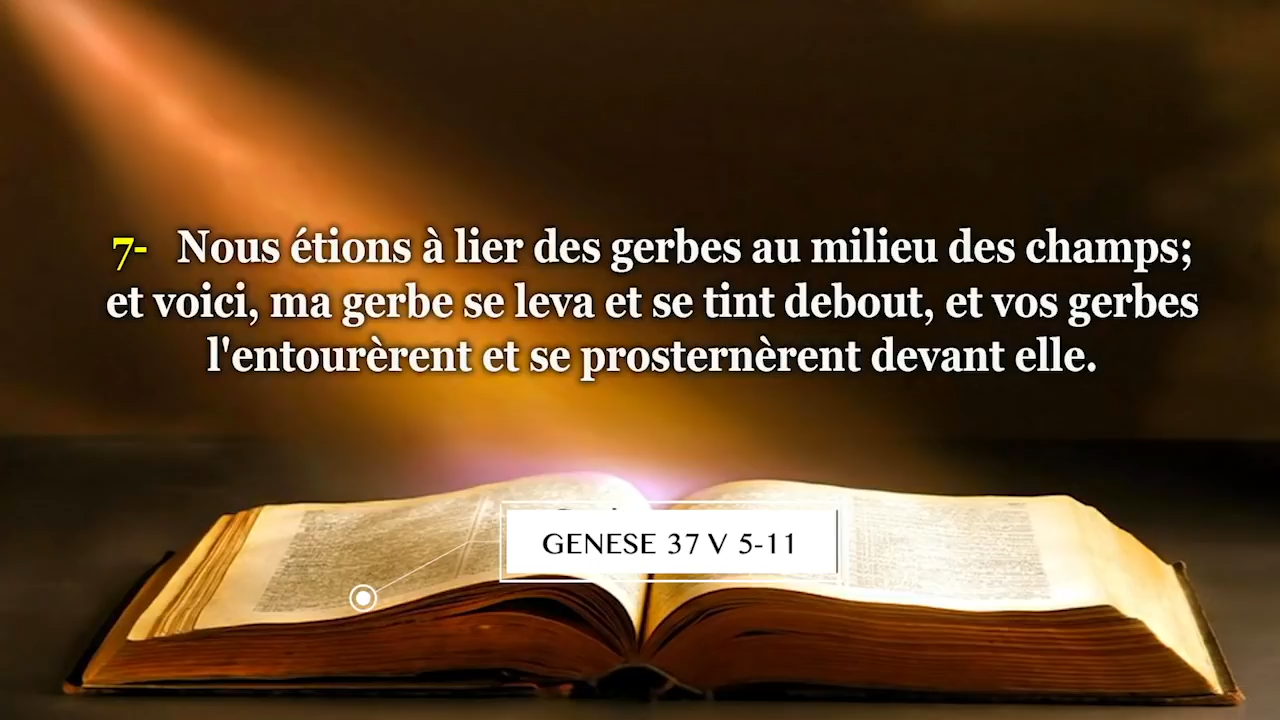 7- Nous étions à lier des gerbes au milieu des champs;
et voici, ma gerbe se leva et se tint debout, et vos gerbes
l'entourèrent et se prosternèrent devant elle.
GENESE 37 V 5-11